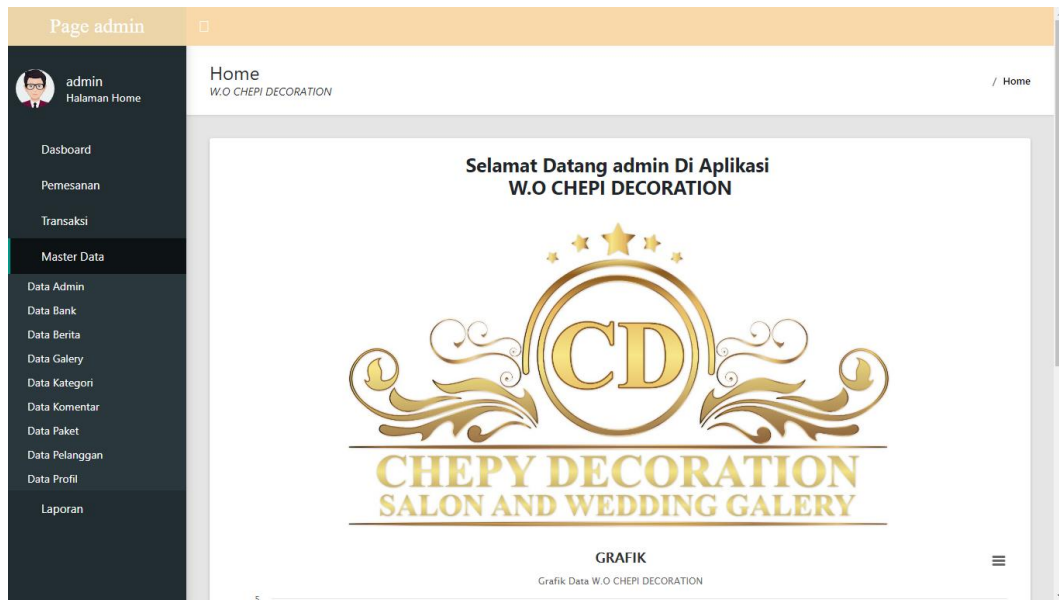 Page admin
admin
Halaman Home
Dasboard
Pemesanan
Transaksi
Master Data
Data Admin
Data Bank
Data Berita
Data Galery
Data Kategori
Data Komentar
Data Paket
Data Pelanggan
Data Profil
Laporan
Home
W.O CHEPI DECORATION
/ Home
Selamat Datang admin Di Aplikasi
W.O CHEPI DECORATION
CD
CHEPY DECORATION
SALON AND WEDDING GALERY
GRAFIK
Grafik Data W.O CHEPI DECORATION
5